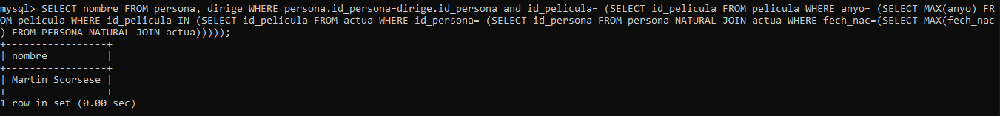 mysql> SELECT nombre FROM persona, dirige WHERE persona.id_persona=dirige.id_persona and id_pelicula= (SELECT id_pelicula FROM pelicula WHERE anyo= (SELECT MAX(anyo) FR
OM pelicula WHERE id_pelicula IN (SELECT id_pelicula FROM actua WHERE id_persona= (SELECT id_persona FROM persona NATURAL JOIN actua WHERE fech_nac=(SELECT MAX(fech_nac
) FROM PERSONA NATURAL JOIN actua)))));
+-----------------+
| nombre          |
+-----------------+
| Martin Scorsese |
+-----------------+
1 row in set (0.00 sec)